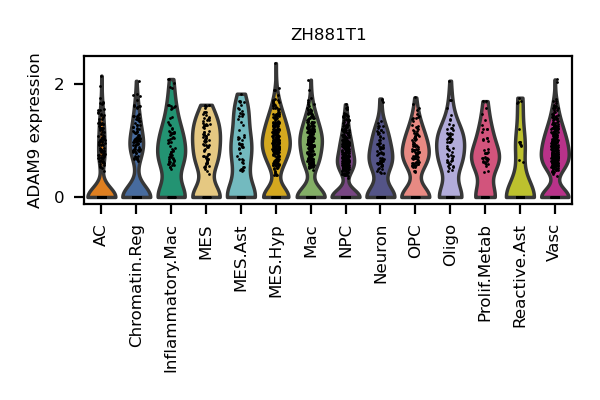 ZH881T1
ADAM9 expression
2
0
AC
Chromatin.Reg
Inflammatory.Mac
MES
MES.Ast
MES.Hyp
Mac
NPC
Neuron
OPC
Oligo
Prolif.Metab
Reactive.Ast
Vasc